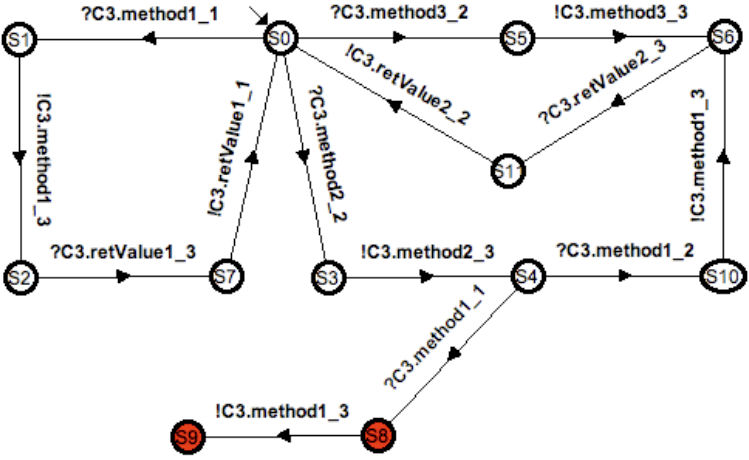 ?C3.method1_1
?C3.method3_2
!C3.method3_3
S1
S0
S5
S6
!C3.retValue2_2
?C3.retValue2_3
!C3.method1_3
!C3.retValue1_1
?C3.method2_2
S11
!C3.method1_3
?C3.retValue1_3
!C3.method2_3
?C3.method1_2
S2
S7
S3
S4
S10
?C3.method1_1
!C3.method1_3
S9
S8